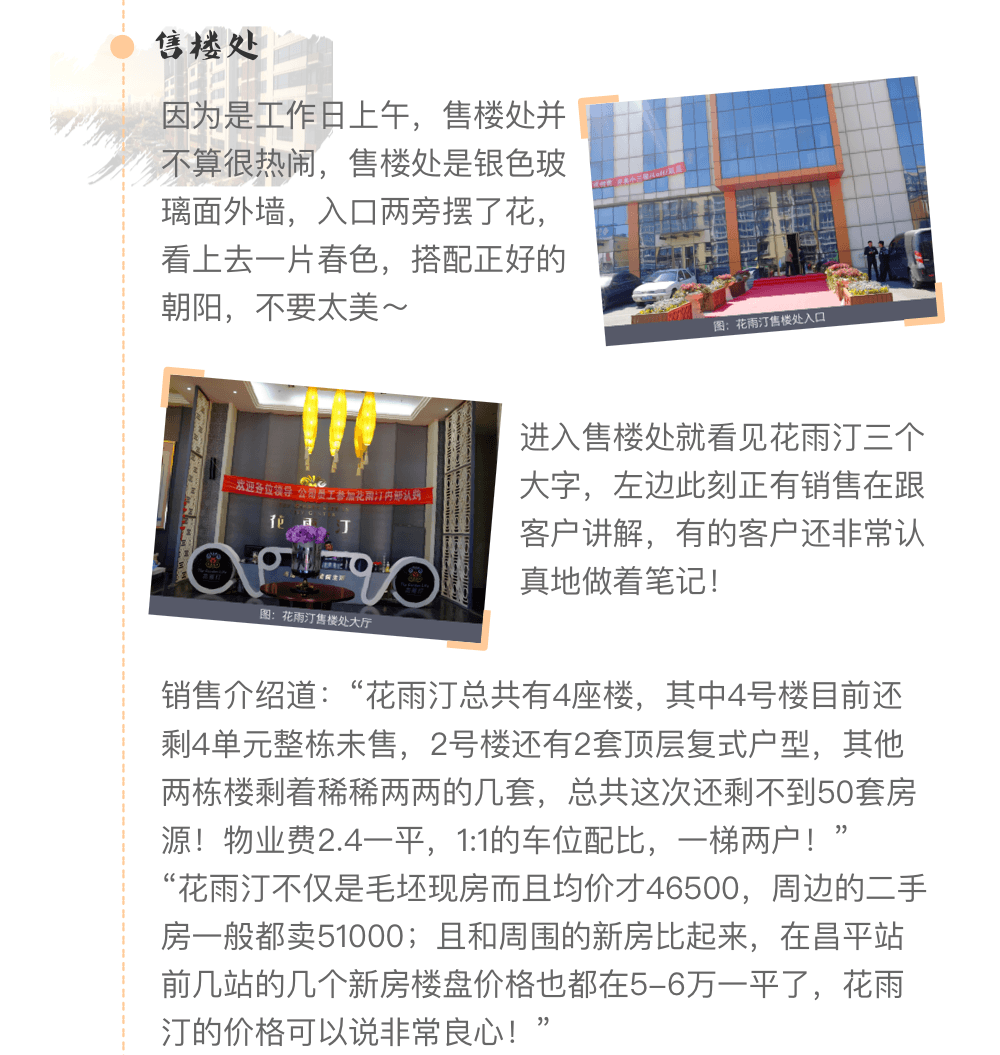 售楼处
因为是工作日上午，售楼处并
不算很热闹，售楼处是银色玻
璃面外墙，入口两旁摆了花，
看上去一片春色，搭配正好的
朝阳，不要太美～
图：花雨汀售楼处入口
欢迎各位领导 公司员工参加花雨汀内部认购
花雨汀
图：花雨汀售楼处大厅
进入售楼处就看见花雨汀三个
大字，左边此刻正有销售在跟
客户讲解，有的客户还非常认
真地做着笔记！
销售介绍道：“花雨汀总共有4座楼，其中4号楼目前还
剩4单元整栋未售，2号楼还有2套顶层复式户型，其他
两栋楼剩着稀稀两两的几套，总共这次还剩不到50套房
源！物业费2.4一平，1:1的车位配比，一梯两户！”
“花雨汀不仅是毛坯现房而且均价才46500，周边的二手
房一般都卖51000；且和周围的新房比起来，在昌平站
前几站的几个新房楼盘价格也都在5-6万一平了，花雨
汀的价格可以说非常良心！”